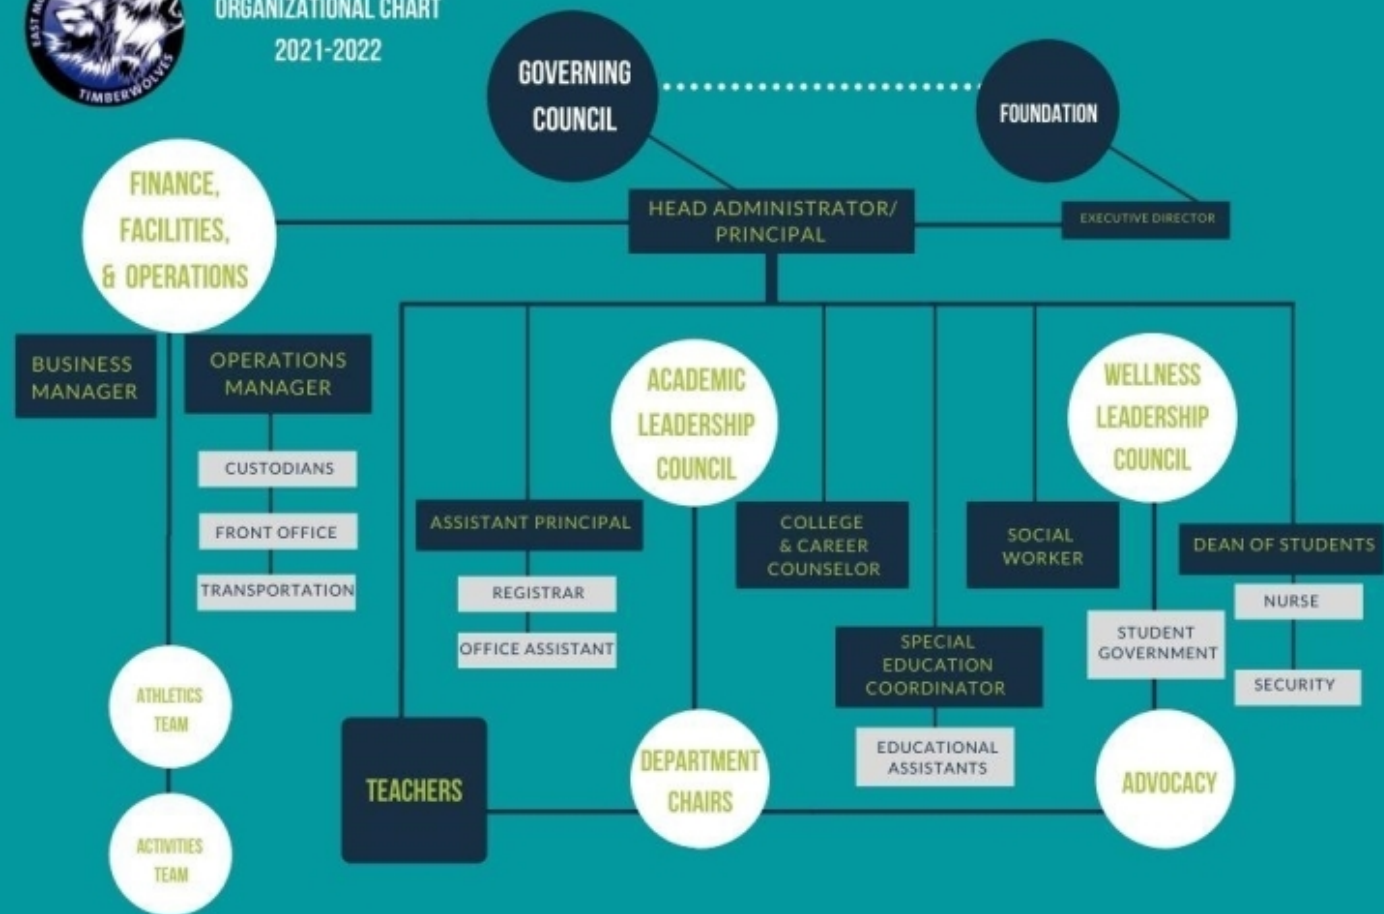 ORGANIZATIONAL CHART
2021-2022
EAST M
TIMBERWOLVES
GOVERNING
COUNCIL
FOUNDATION
FINANCE,
FACILITIES,
& OPERATIONS
HEAD ADMINISTRATOR/
PRINCIPAL
EXECUTIVE DIRECTOR
BUSINESS
MANAGER
OPERATIONS
MANAGER
CUSTODIANS
FRONT OFFICE
TRANSPORTATION
ATHLETICS
TEAM
ACTIVITIES
TEAM
TEACHERS
ASSISTANT PRINCIPAL
REGISTRAR
OFFICE ASSISTANT
ACADEMIC
LEADERSHIP
COUNCIL
DEPARTMENT
CHAIRS
COLLEGE
& CAREER
COUNSELOR
SPECIAL
EDUCATION
COORDINATOR
EDUCATIONAL
ASSISTANTS
SOCIAL
WORKER
WELLNESS
LEADERSHIP
COUNCIL
STUDENT
GOVERNMENT
ADVOCACY
DEAN OF STUDENTS
NURSE
SECURITY